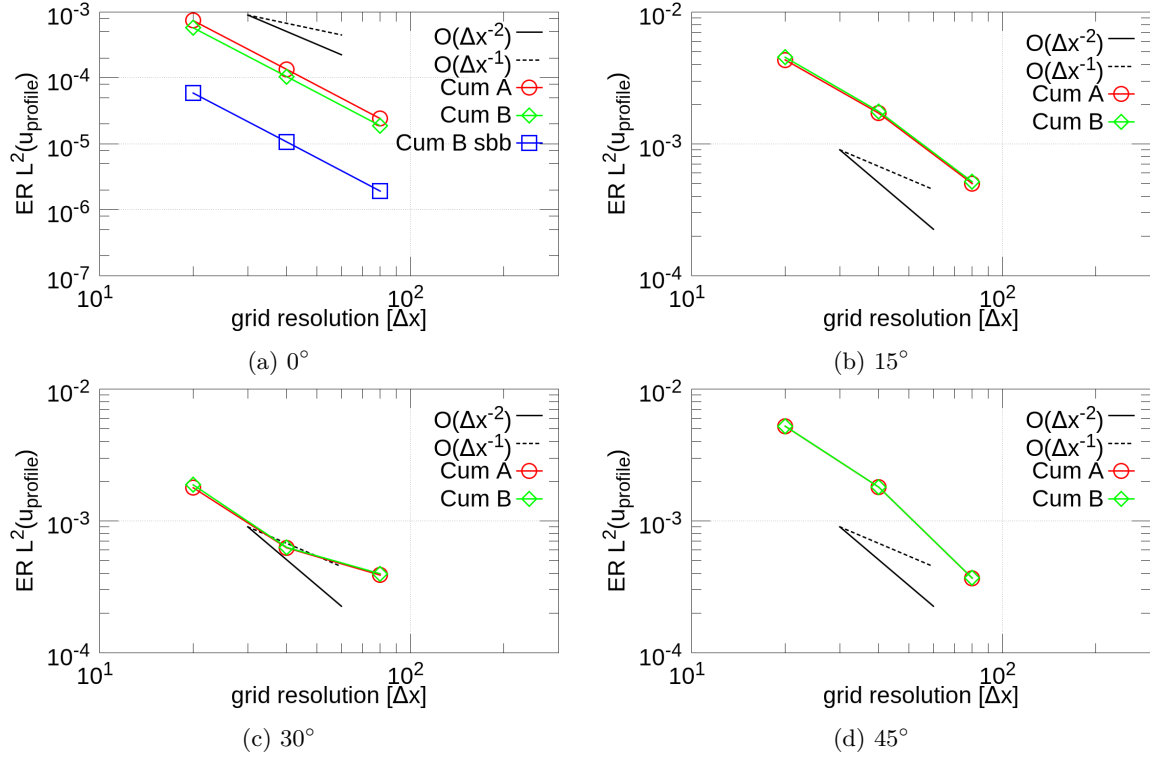 10⁻³
10⁻⁴
10⁻⁵
10⁻⁶
10⁻⁷
10¹
10²
ER L²(u_profile)
grid resolution [Δx]
O(Δx⁻²)
O(Δx⁻¹)
Cum A
Cum B
Cum B sbb
(a) 0°
10⁻²
10⁻³
10⁻⁴
10¹
10²
ER L²(u_profile)
grid resolution [Δx]
O(Δx⁻²)
O(Δx⁻¹)
Cum A
Cum B
(b) 15°
10⁻²
10⁻³
10⁻⁴
10¹
10²
ER L²(u_profile)
grid resolution [Δx]
O(Δx⁻²)
O(Δx⁻¹)
Cum A
Cum B
(c) 30°
10⁻²
10⁻³
10⁻⁴
10¹
10²
ER L²(u_profile)
grid resolution [Δx]
O(Δx⁻²)
O(Δx⁻¹)
Cum A
Cum B
(d) 45°